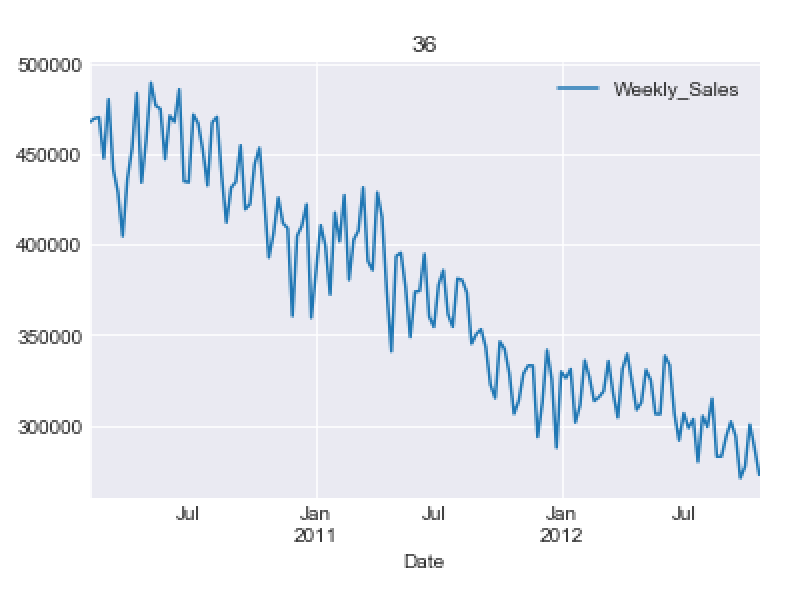 36
Weekly_Sales
500000
450000
400000
350000
300000
Jul
Jan
2011
Jul
Jan
2012
Jul
Date